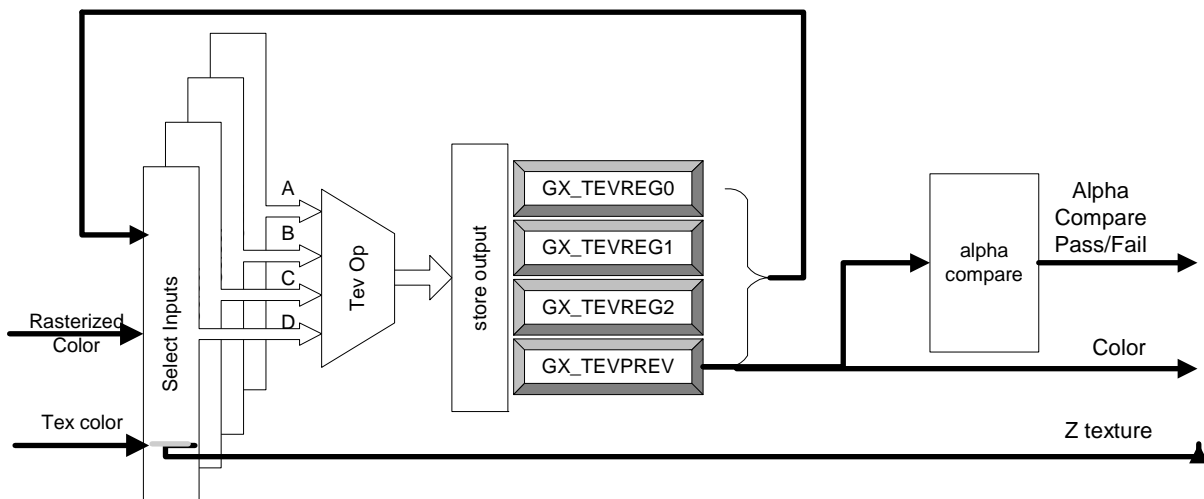 A
B
C
D
Rasterized
Color
Tex color
Select Inputs
Tev Op
store output
GX_TEVREG0
GX_TEVREG1
GX_TEVREG2
GX_TEVPREV
alpha
compare
Alpha
Compare
Pass/Fail
Color
Z texture